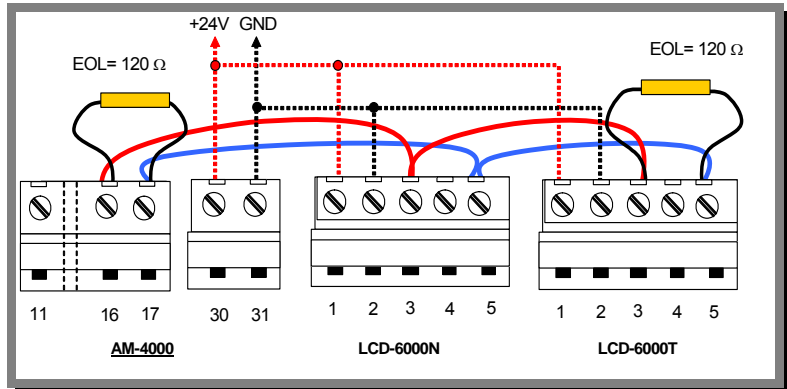 +24V GND
EOL= 120 Ω
EOL= 120 Ω
11 16 17 30 31 1 2 3 4 5 1 2 3 4 5
AM-4000 LCD-6000N LCD-6000T